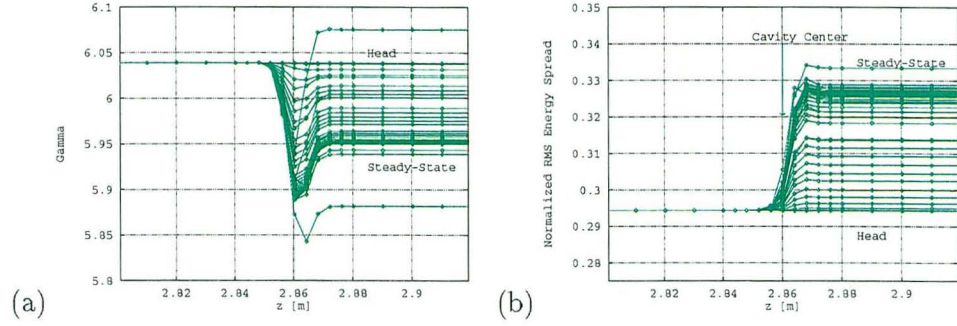 6.1
6.05
6
5.95
5.9
5.85
5.8
Gamma
Head
Steady-State
2.82
2.84
2.86
2.88
2.9
z [m]
(a)
0.35
0.34
0.33
0.32
0.31
0.3
0.29
0.28
Normalized RMS Energy Spread
Cavity Center
Steady-State
Head
2.82
2.84
2.86
2.88
2.9
z [m]
(b)